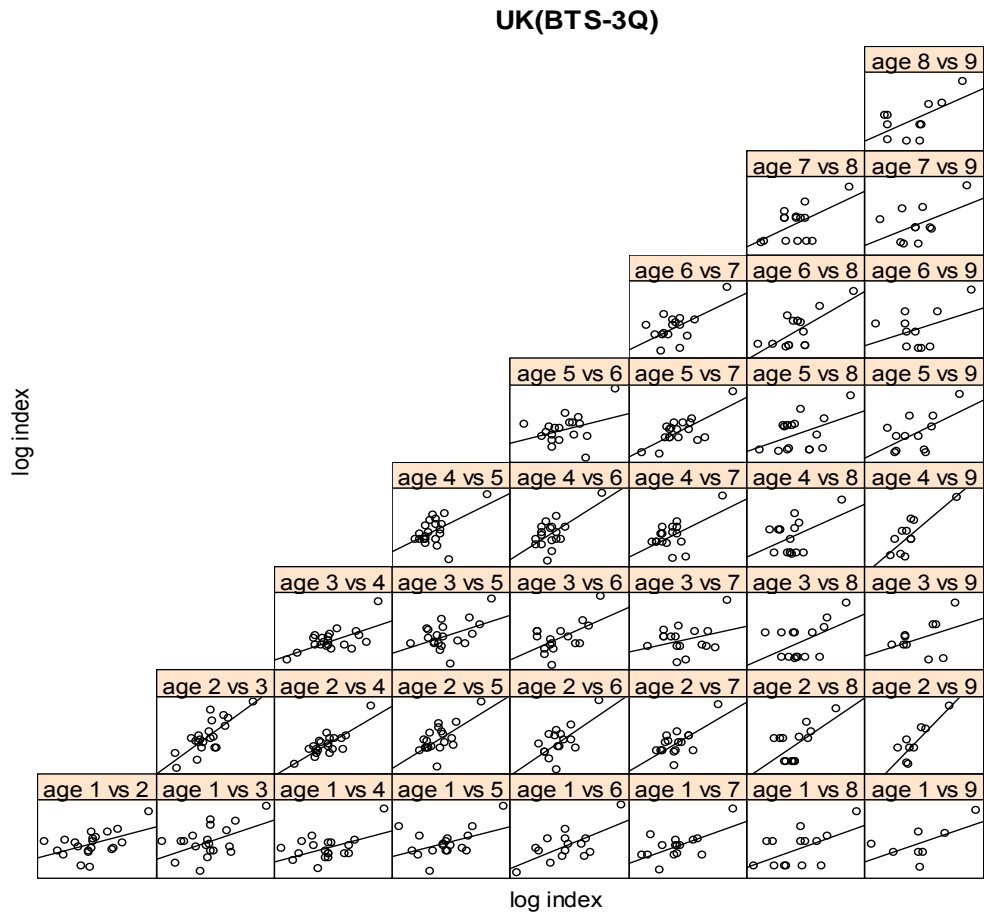 UK(BTS-3Q)
age 8 vs 9
age 7 vs 8 age 7 vs 9
age 6 vs 7 age 6 vs 8 age 6 vs 9
age 5 vs 6 age 5 vs 7 age 5 vs 8 age 5 vs 9
log index
age 4 vs 5 age 4 vs 6 age 4 vs 7 age 4 vs 8 age 4 vs 9
age 3 vs 4 age 3 vs 5 age 3 vs 6 age 3 vs 7 age 3 vs 8 age 3 vs 9
age 2 vs 3 age 2 vs 4 age 2 vs 5 age 2 vs 6 age 2 vs 7 age 2 vs 8 age 2 vs 9
age 1 vs 2 age 1 vs 3 age 1 vs 4 age 1 vs 5 age 1 vs 6 age 1 vs 7 age 1 vs 8 age 1 vs 9
log index